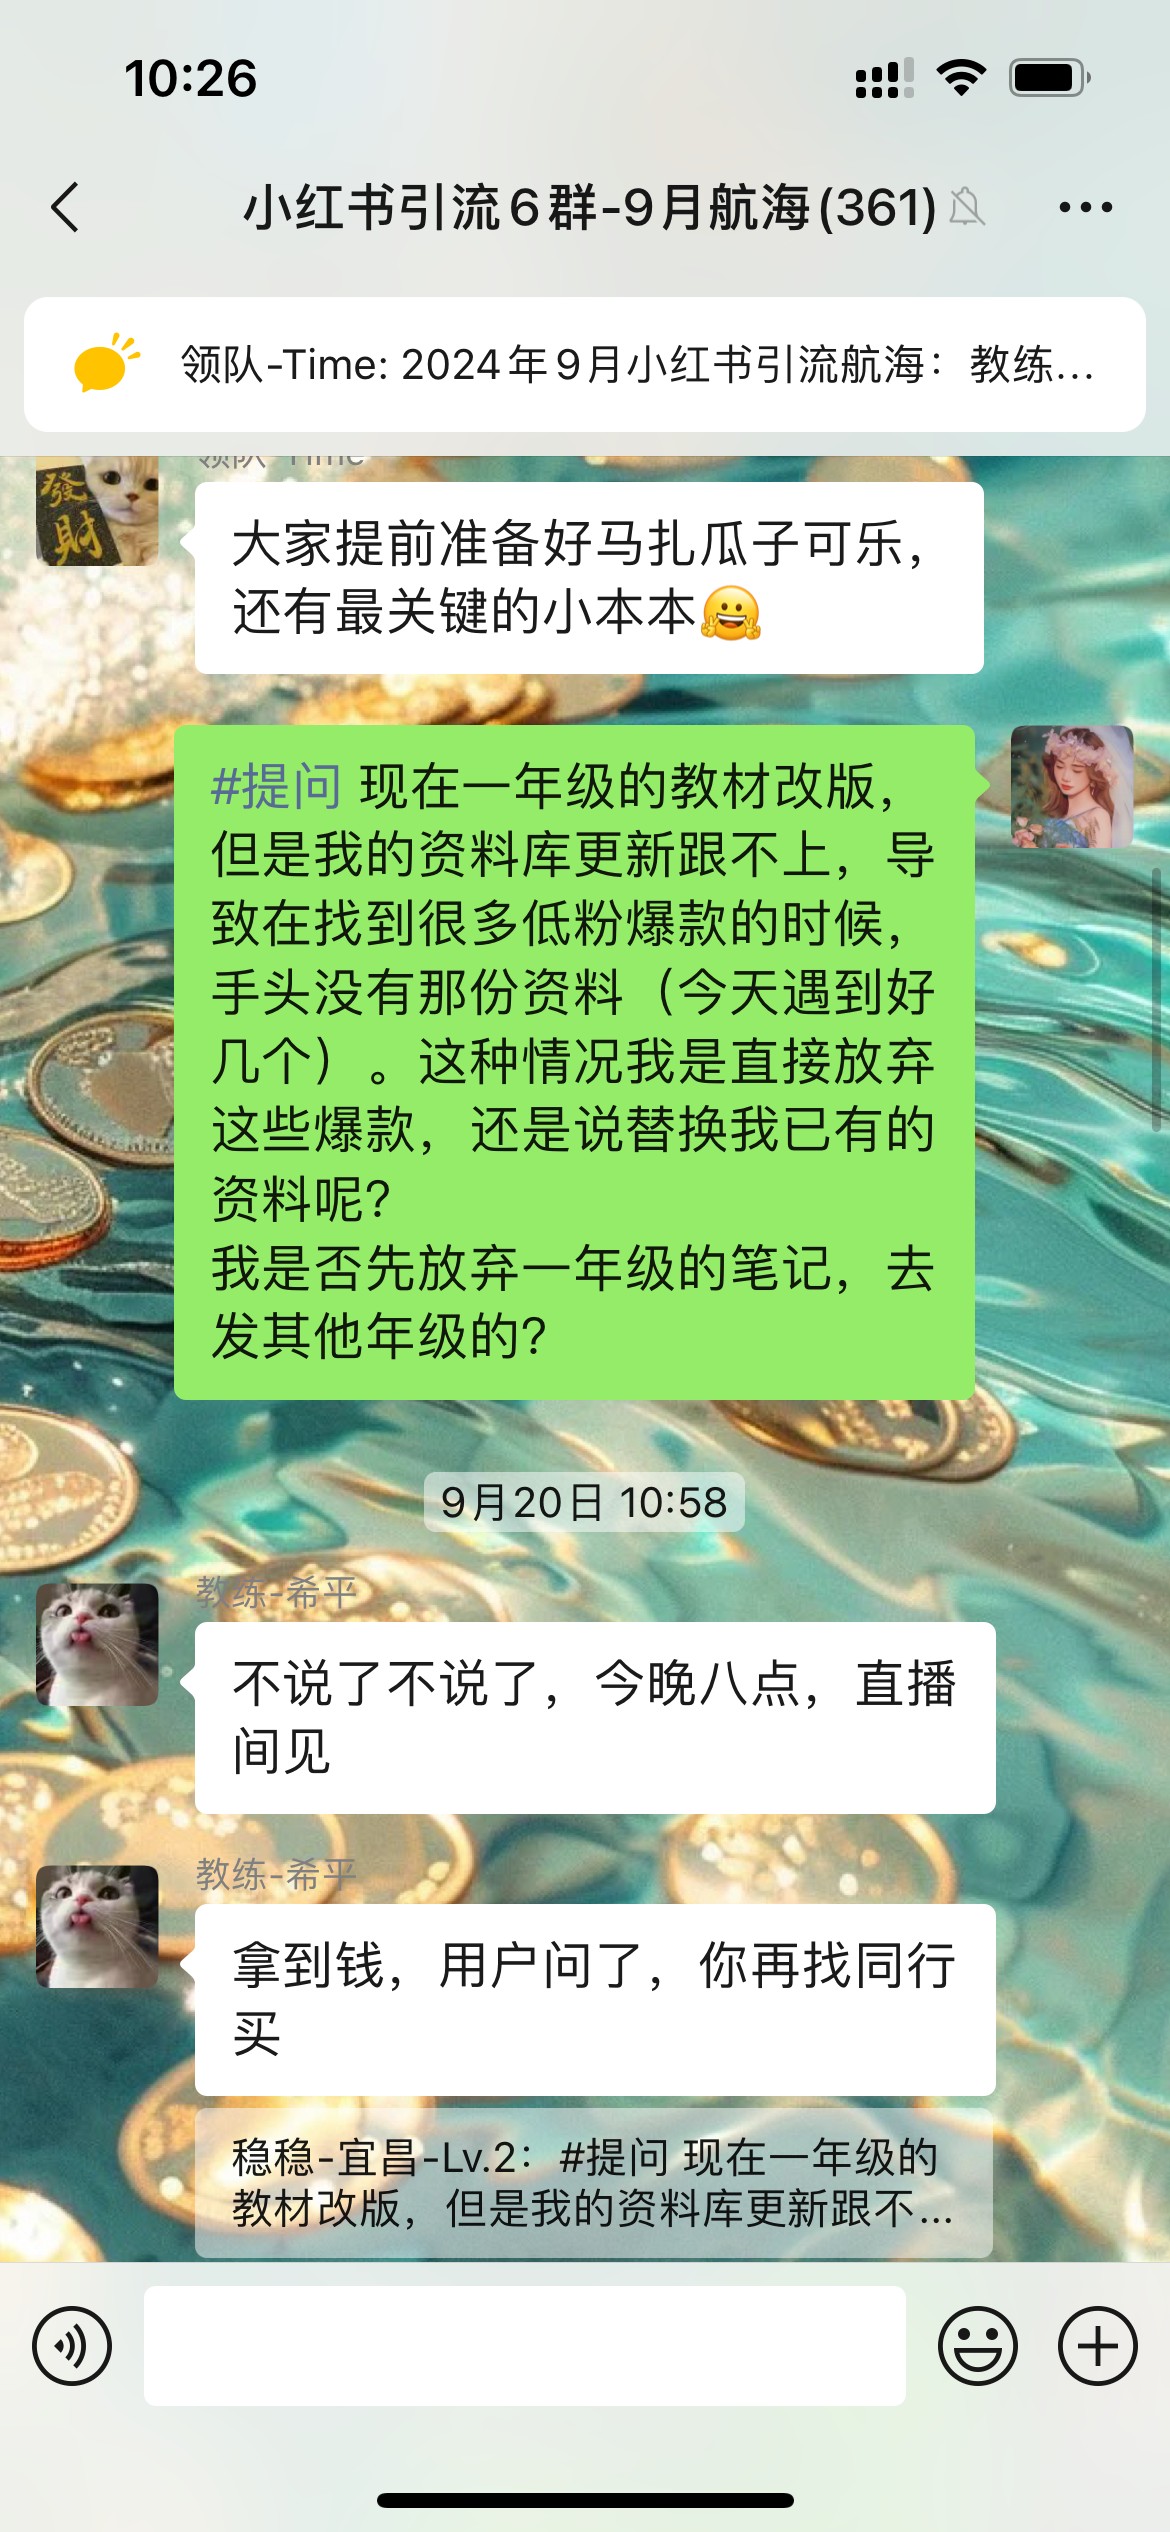 10:26
小红书引流6群-9月航海(361)
领队-Time: 2024年9月小红书引流航海：教练...
發
財
领队-Time
大家提前准备好马扎瓜子可乐，
还有最关键的小本本🤗
#提问 现在一年级的教材改版，
但是我的资料库更新跟不上，导
致在找到很多低粉爆款的时候，
手头没有那份资料（今天遇到好
几个）。这种情况我是直接放弃
这些爆款，还是说替换我已有的
资料呢?
我是否先放弃一年级的笔记，去
发其他年级的?
9月20日 10:58
教练-希平
不说了不说了，今晚八点，直播
间见
教练-希平
拿到钱，用户问了，你再找同行
买
稳稳-宜昌-Lv.2：#提问 现在一年级的
教材改版，但是我的资料库更新跟不...